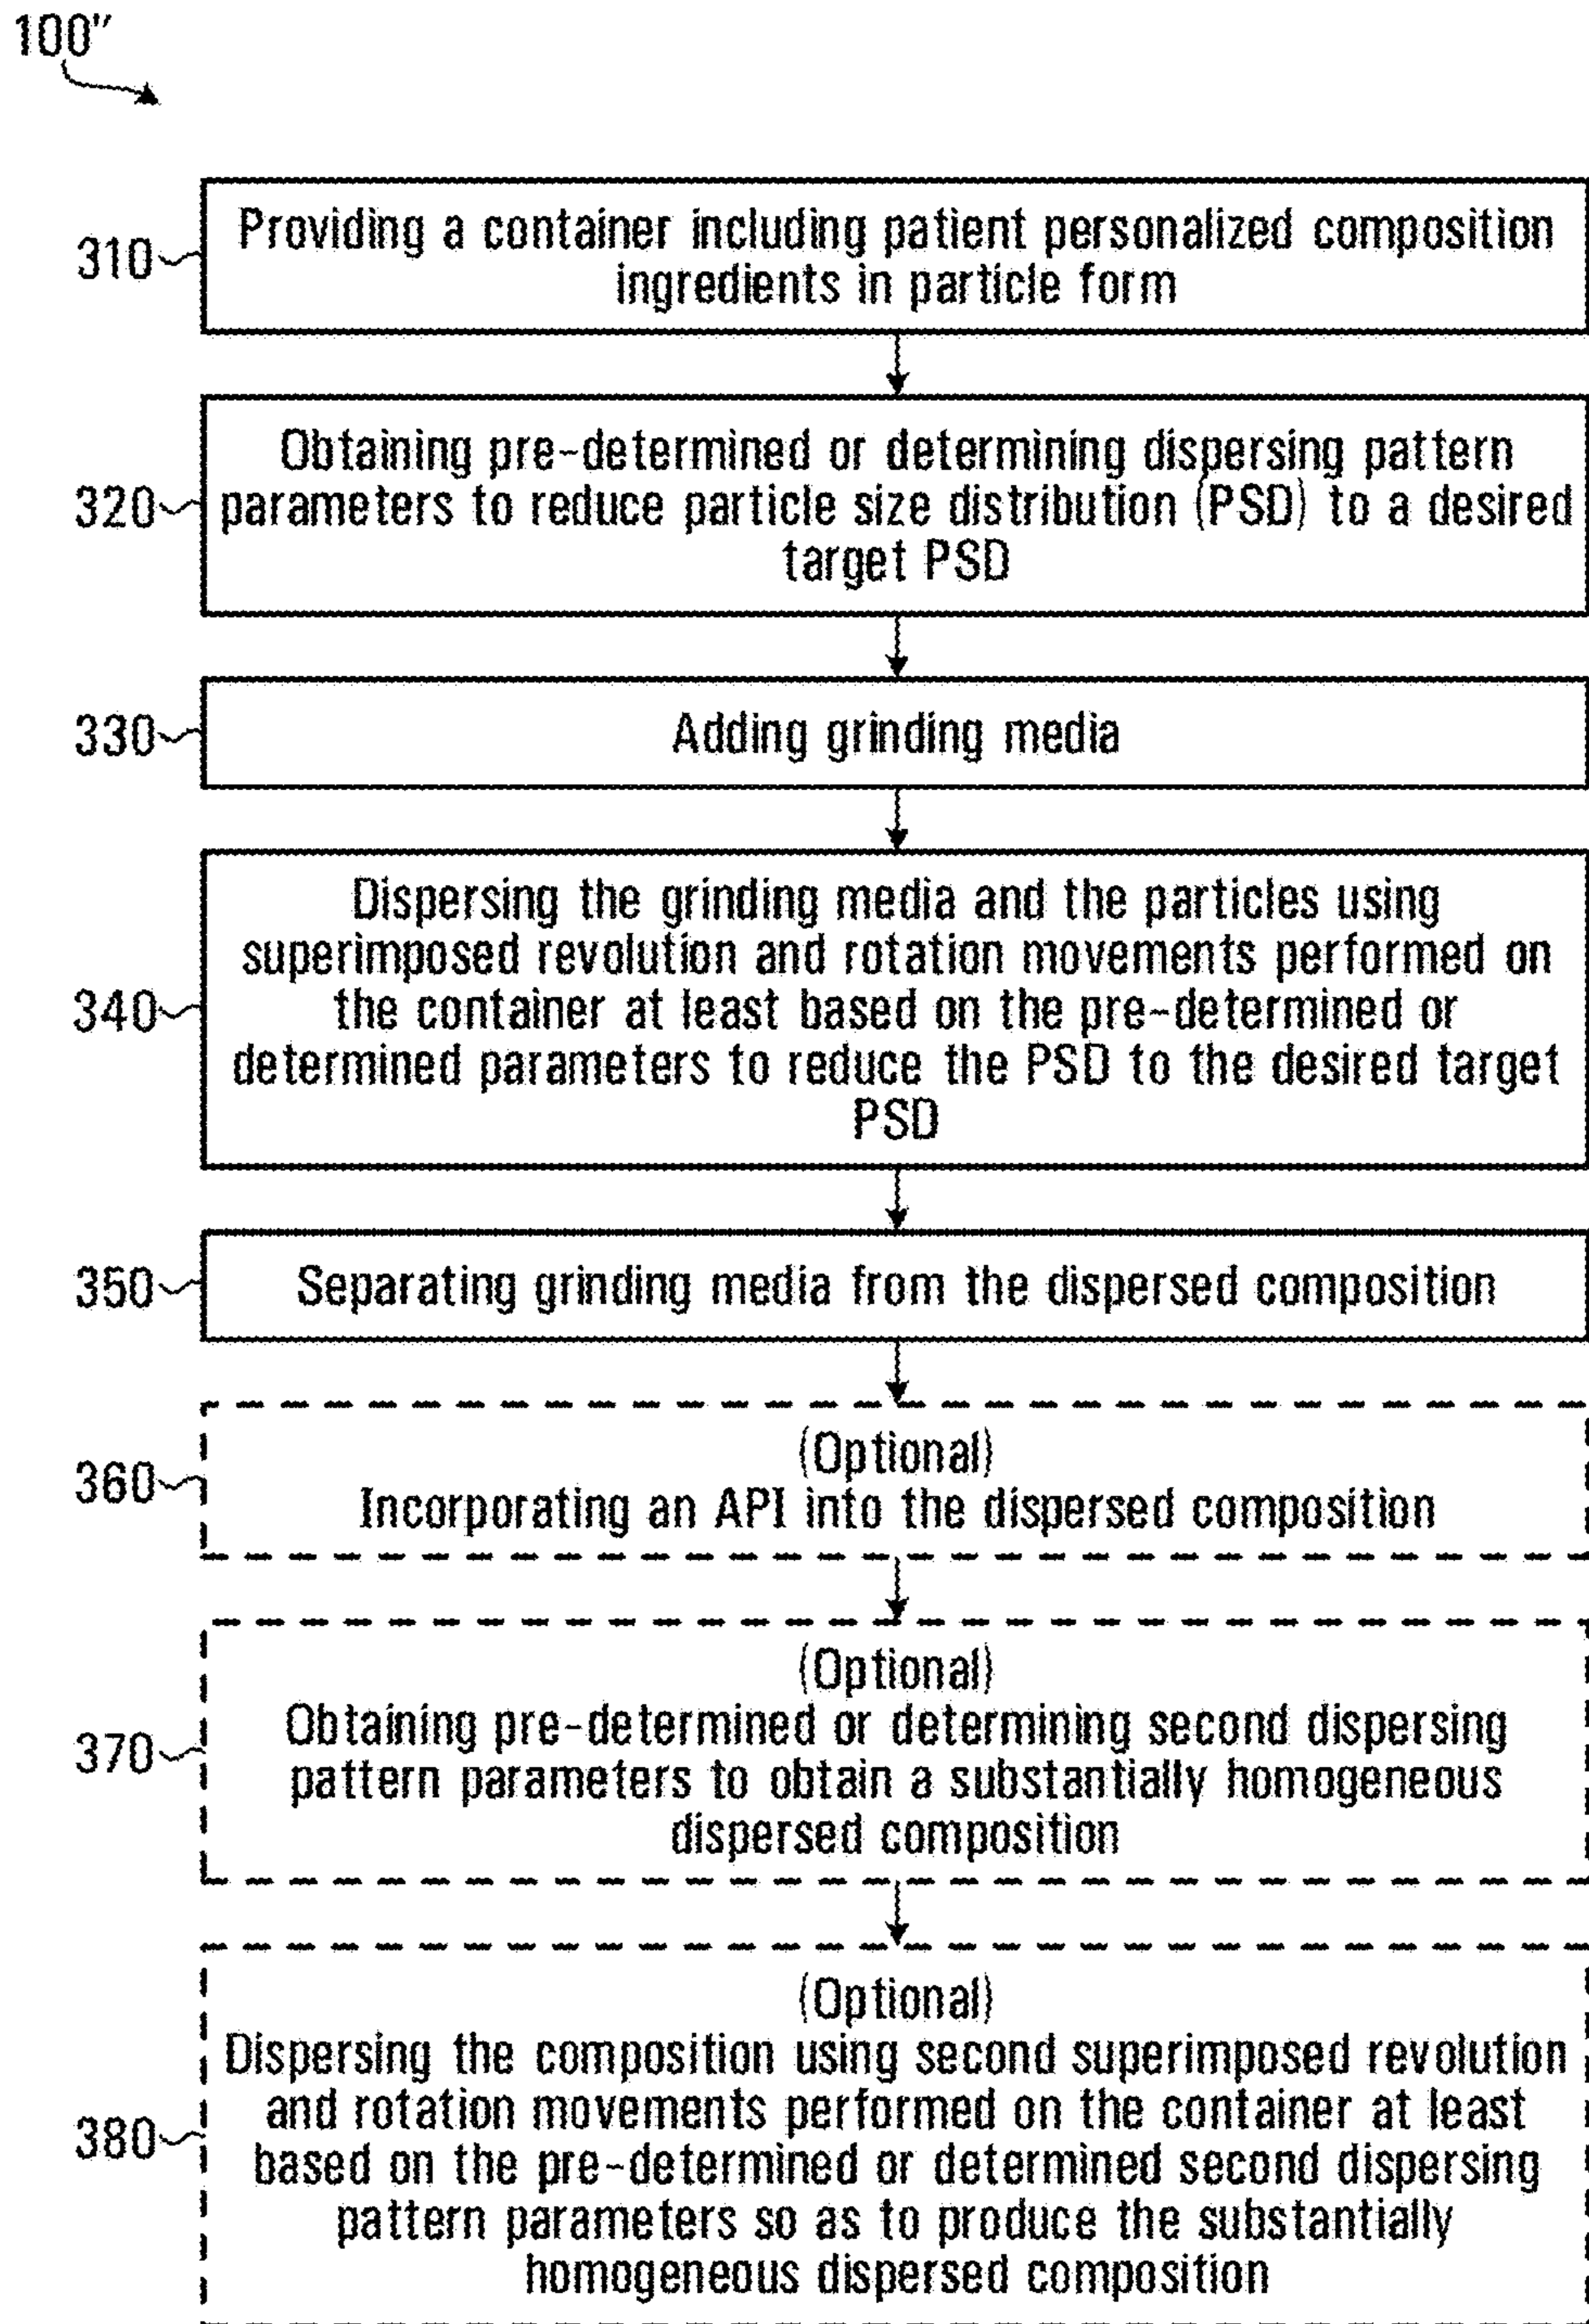 100"
310
Providing a container including patient personalized composition
ingredients in particle form
320
Obtaining pre-determined or determining dispersing pattern
parameters to reduce particle size distribution (PSD) to a desired
target PSD
330
Adding grinding media
340
Dispersing the grinding media and the particles using
superimposed revolution and rotation movements performed on
the container at least based on the pre-determined or
determined parameters to reduce the PSD to the desired target
PSD
350
Separating grinding media from the dispersed composition
360
(Optional)
Incorporating an API into the dispersed composition
370
(Optional)
Obtaining pre-determined or determining second dispersing
pattern parameters to obtain a substantially homogeneous
dispersed composition
380
(Optional)
Dispersing the composition using second superimposed revolution
and rotation movements performed on the container at least
based on the pre-determined or determined second dispersing
pattern parameters so as to produce the substantially
homogeneous dispersed composition